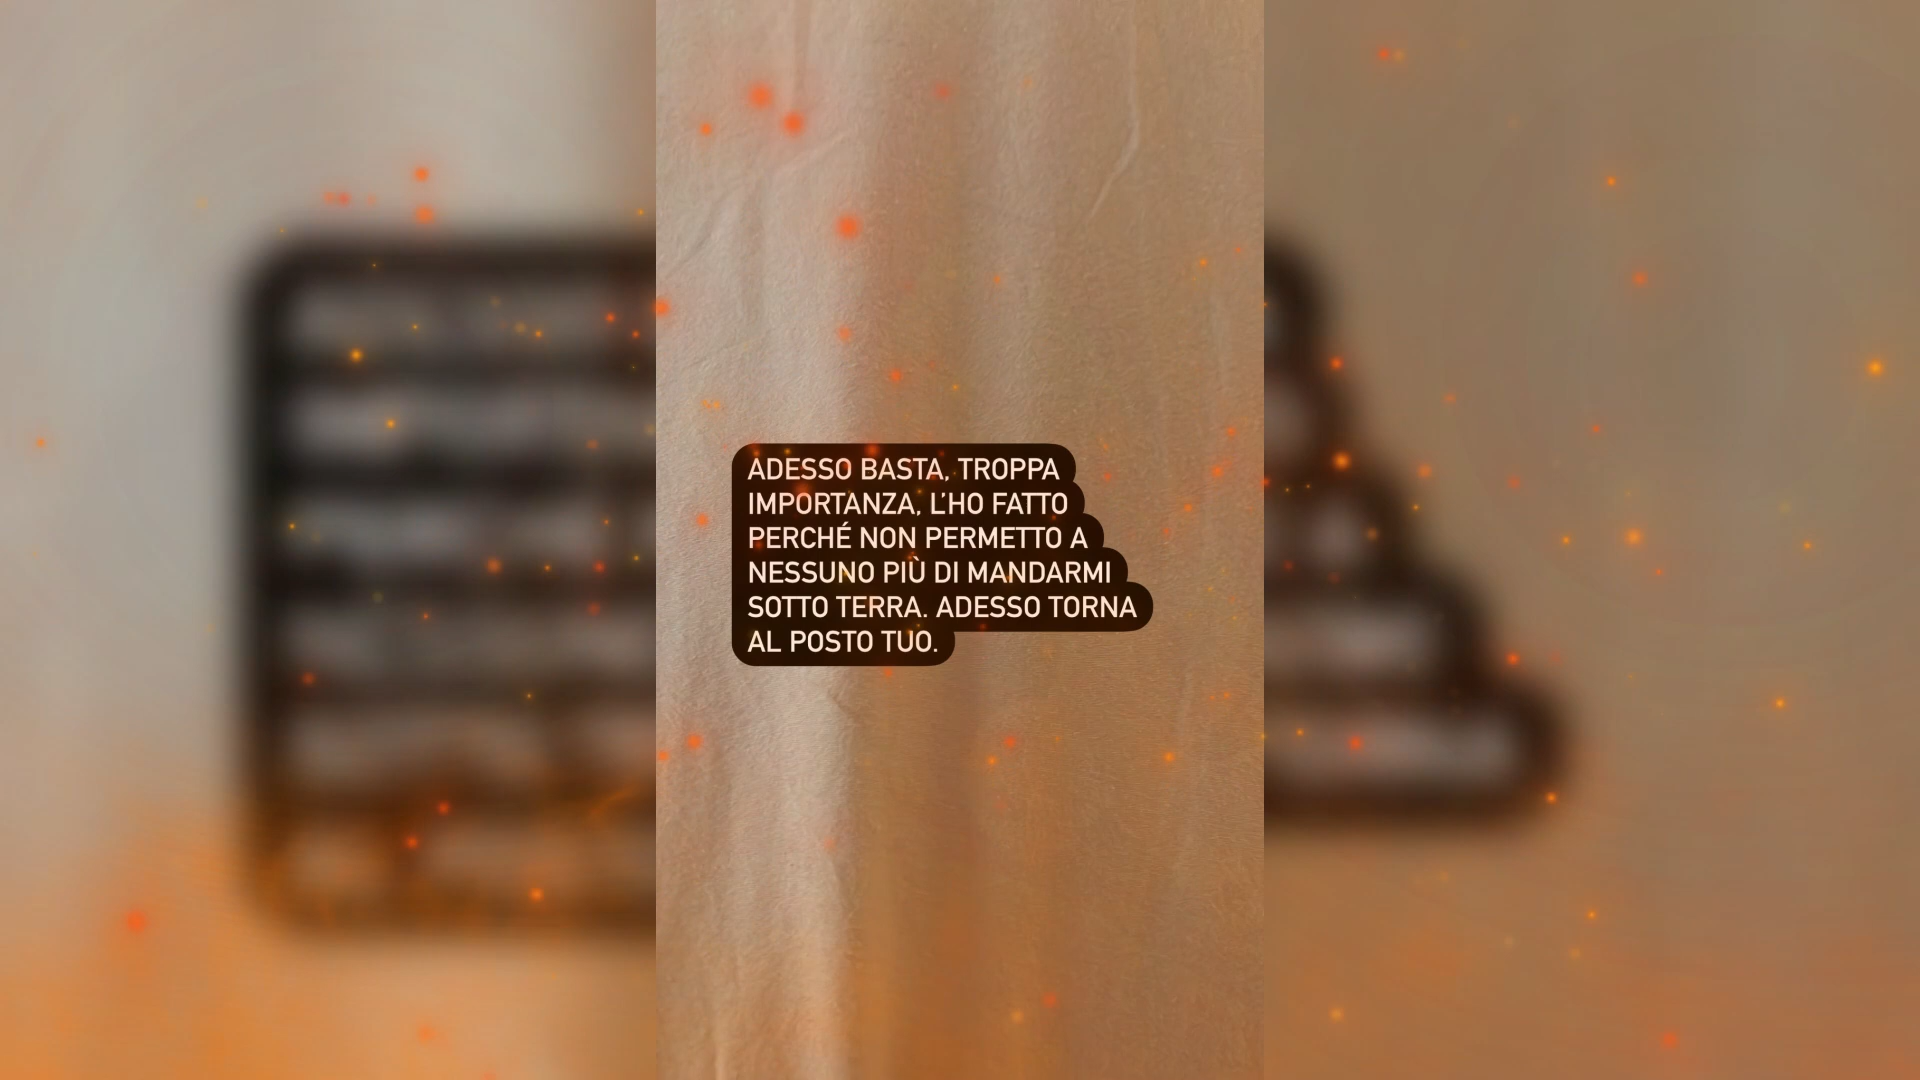 ADESSO BASTA, TROPPA
IMPORTANZA, L'HO FATTO
PERCHÉ NON PERMETTO A
NESSUNO PIÙ DI MANDARMI
SOTTO TERRA. ADESSO TORNA
AL POSTO TUO.